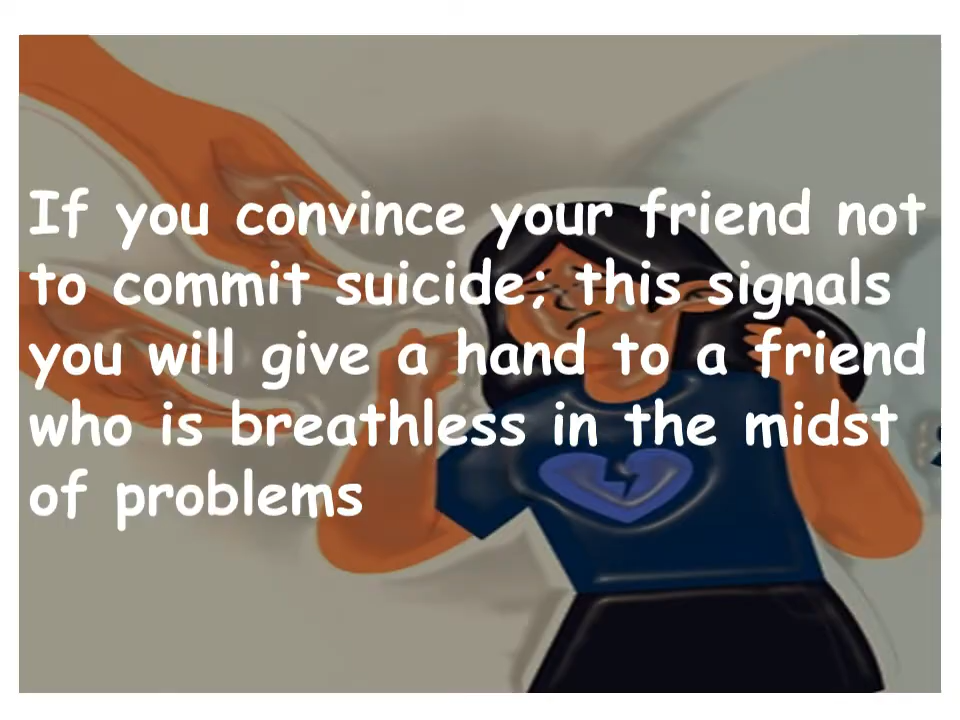 If you convince your friend not
to commit suicide; this signals
you will give a hand to a friend
who is breathless in the midst
of problems